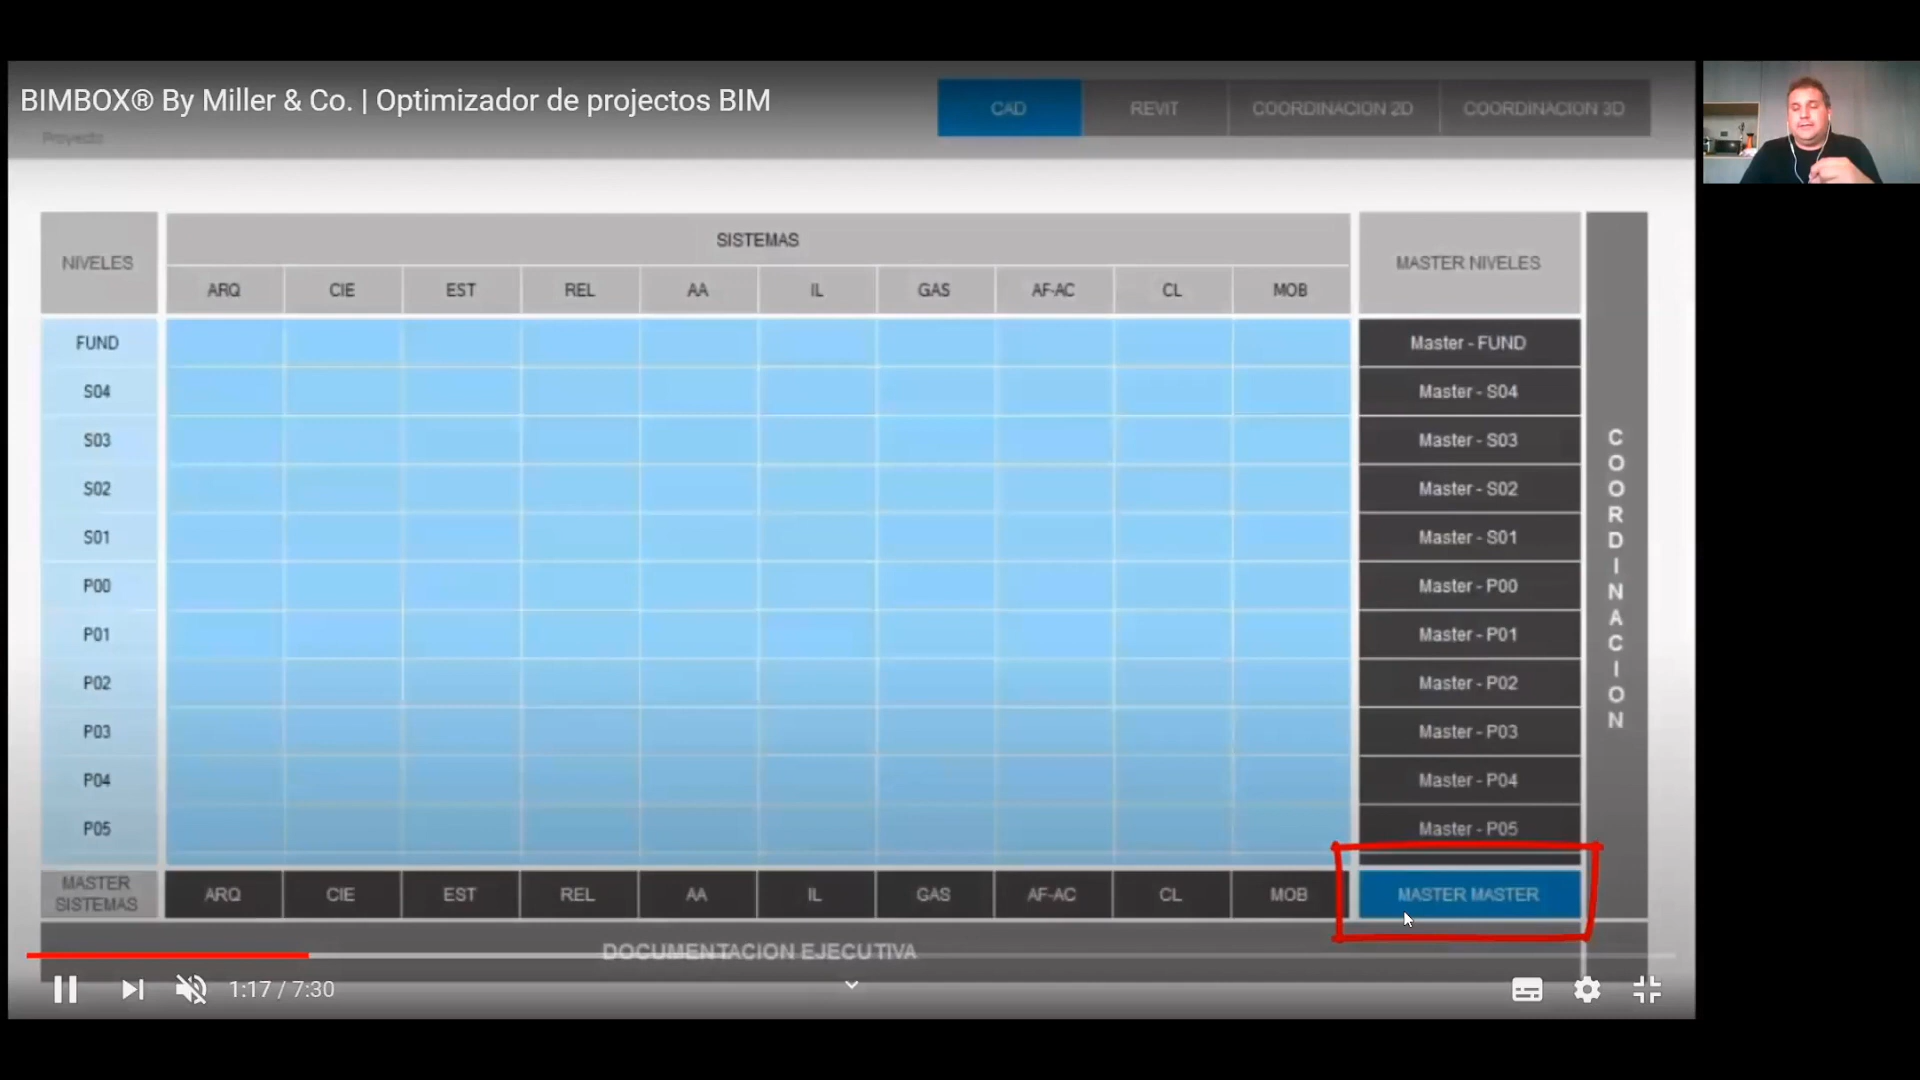 BIMBOX® By Miller & Co. | Optimizador de projectos BIM
Proyecto
CAD REVIT COORDINACION 2D COORDINACION 3D
NIVELES SISTEMAS MASTER NIVELES
ARQ CIE EST REL AA IL GAS AF-AC CL MOB
FUND Master - FUND
S04 Master - S04
S03 Master - S03
S02 Master - S02
S01 Master - S01
P00 Master - P00
P01 Master - P01
P02 Master - P02
P03 Master - P03
P04 Master - P04
P05 Master - P05
COORDINACION
MASTER SISTEMAS ARQ CIE EST REL AA IL GAS AF-AC CL MOB MASTER MASTER
DOCUMENTACION EJECUTIVA
1:17 / 7:30